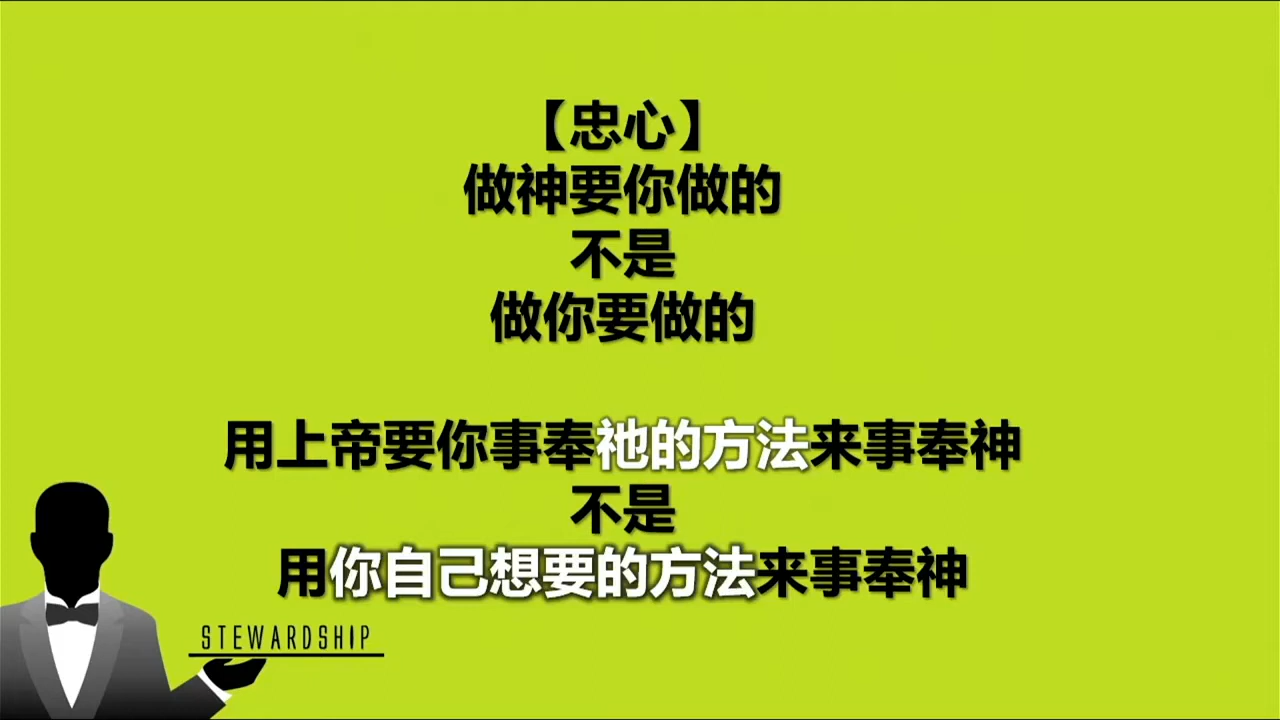 【忠心】
做神要你做的
不是
做你要做的
用上帝要你事奉祂的方法来事奉神
不是
用你自己想要的方法来事奉神
STEWARDSHIP